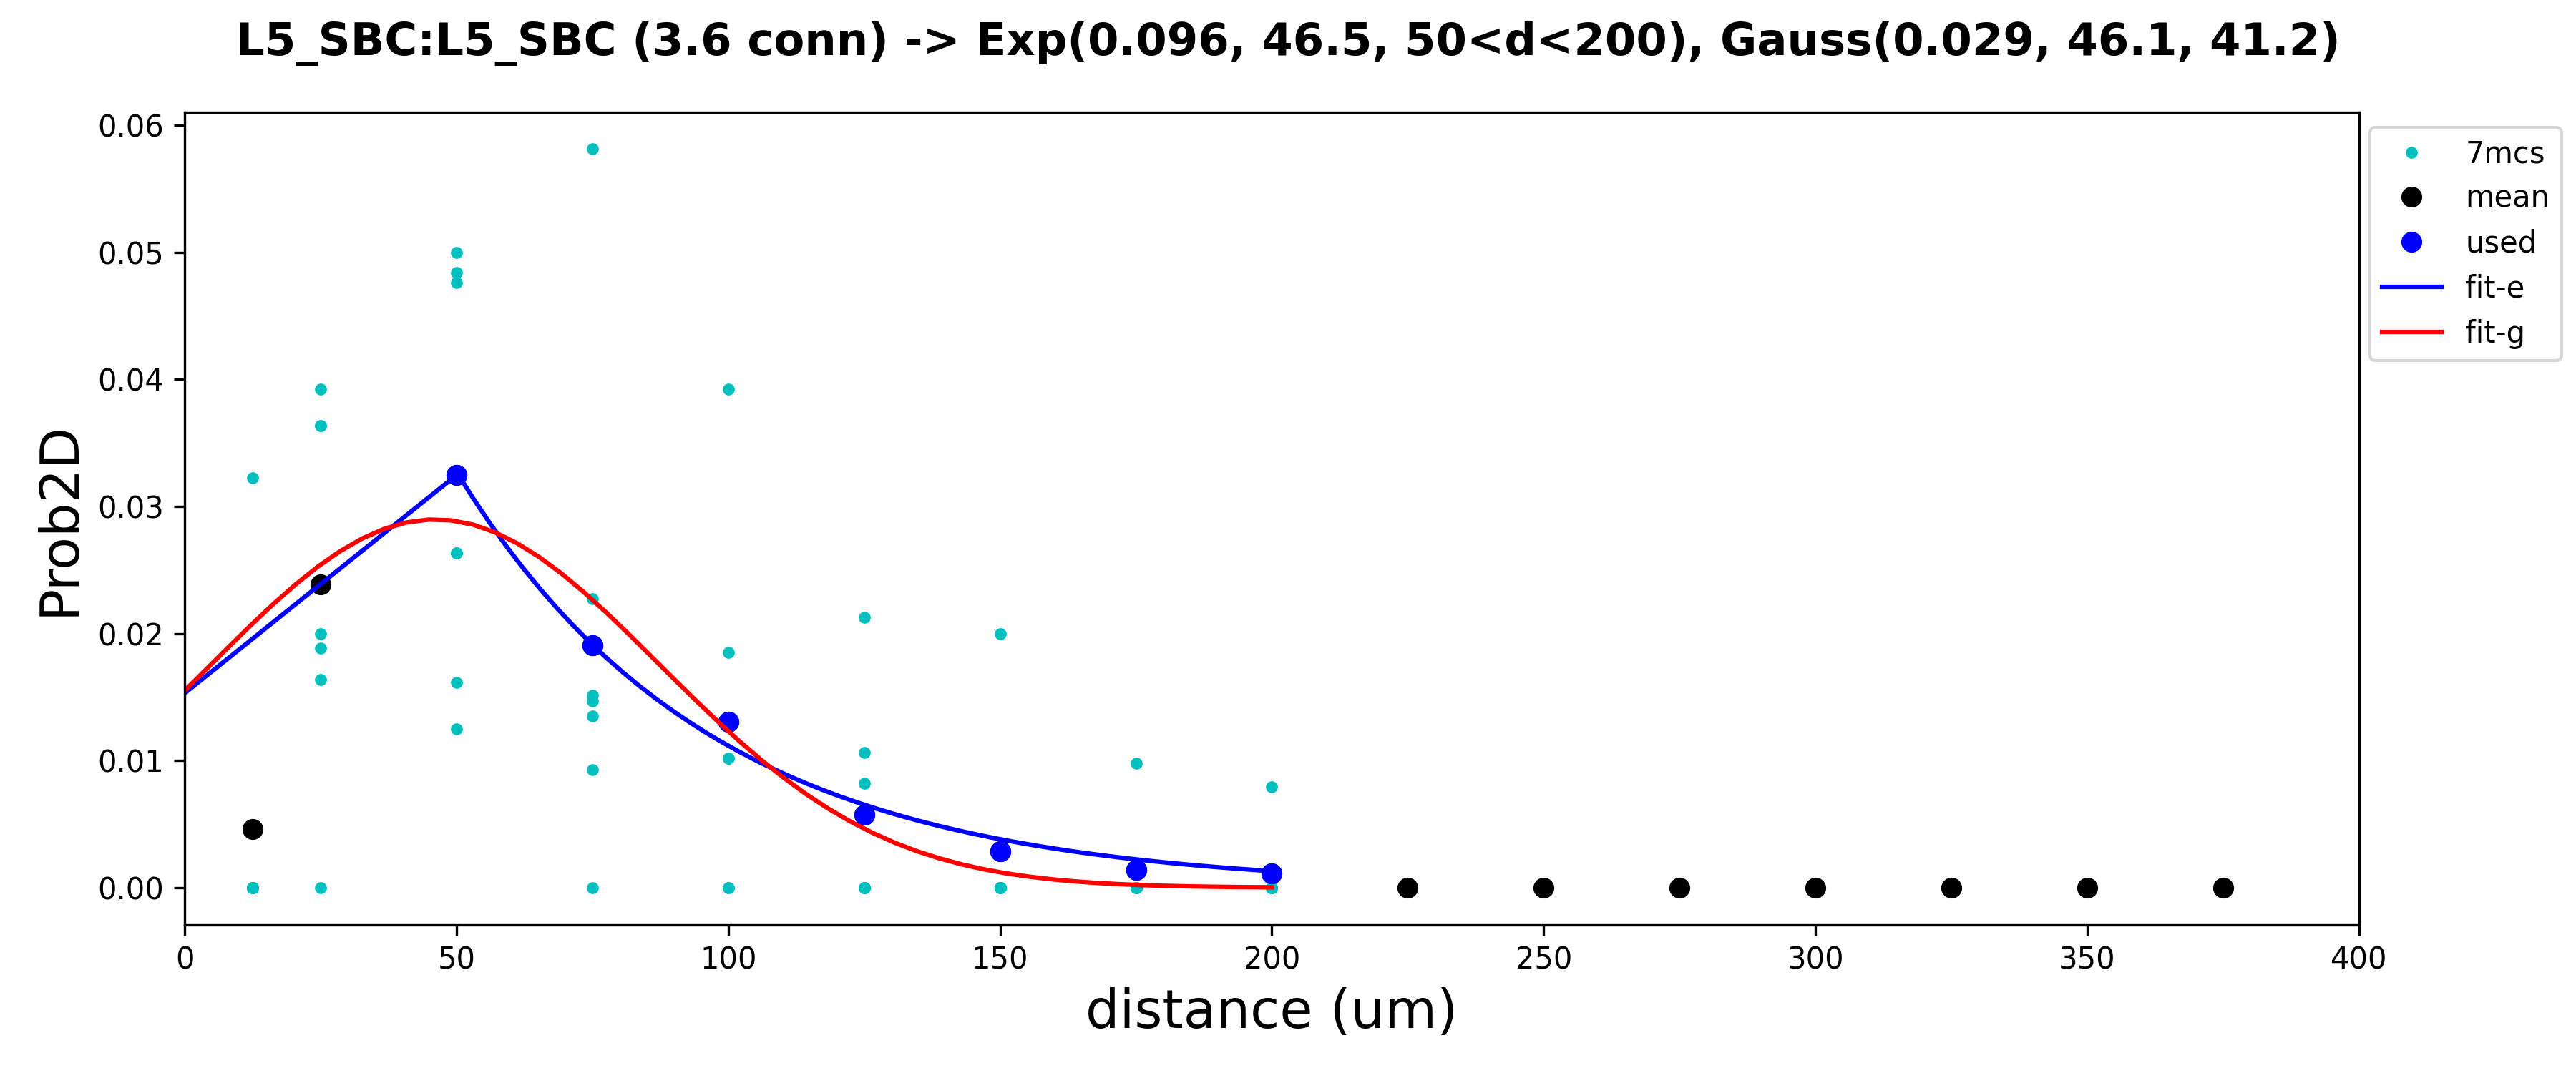 L5_SBC:L5_SBC (3.6 conn) -> Exp(0.096, 46.5, 50<d<200), Gauss(0.029, 46.1, 41.2)
0.06
0.05
0.04
0.03
0.02
0.01
0.00
Prob2D
0 50 100 150 200 250 300 350 400
distance (um)
7mcs
mean
used
fit-e
fit-g